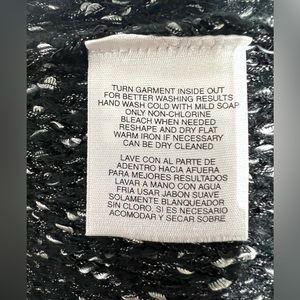 TURN GARMENT INSIDE OUT
FOR BETTER WASHING RESULTS
HAND WASH COLD WITH MILD SOAP
ONLY NON-CHLORINE
BLEACH WHEN NEEDED
RESHAPE AND DRY FLAT
WARM IRON IF NECESSARY
CAN BE DRY CLEANED
LAVE CON AL PARTE DE
ADENTRO HACIA AFUERA
PARA MEJORES RESULTADOS
LAVAR A MANO CON AGUA
FRIA USAR JABON SUAVE
SOLAMENTE BLANQUEADOR
SIN CLORO, SI ES NECESARIO
ACOMODAR Y SECAR SOBRE